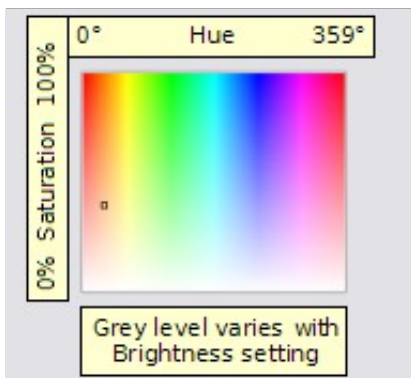 0° Hue 359°
0% Saturation 100%
Grey level varies with
Brightness setting